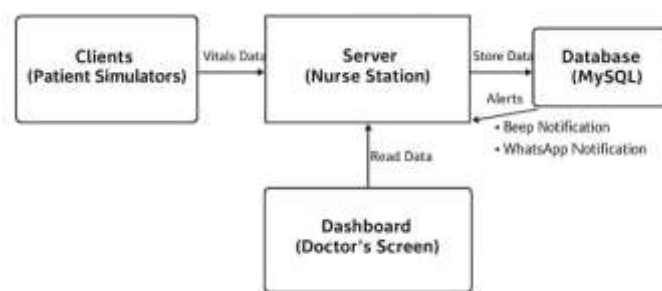 Clients
(Patient Simulators)
Vitals Data
Server
(Nurse Station)
Store Data
Database
(MySQL)
Alerts
• Beep Notification
• WhatsApp Notification
Read Data
Dashboard
(Doctor's Screen)